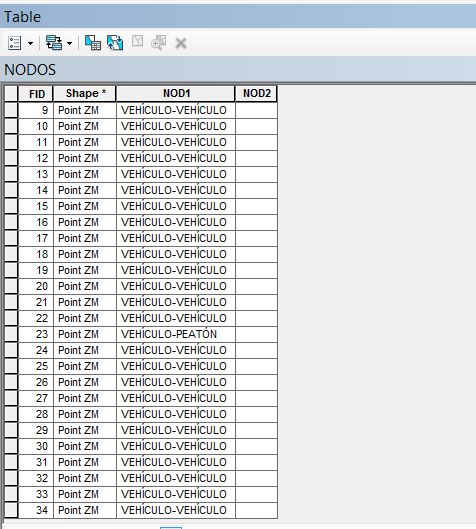 Table
NODOS
FID Shape * NOD1 NOD2
9 Point ZM VEHÍCULO-VEHÍCULO
10 Point ZM VEHÍCULO-VEHÍCULO
11 Point ZM VEHÍCULO-VEHÍCULO
12 Point ZM VEHÍCULO-VEHÍCULO
13 Point ZM VEHÍCULO-VEHÍCULO
14 Point ZM VEHÍCULO-VEHÍCULO
15 Point ZM VEHÍCULO-VEHÍCULO
16 Point ZM VEHÍCULO-VEHÍCULO
17 Point ZM VEHÍCULO-VEHÍCULO
18 Point ZM VEHÍCULO-VEHÍCULO
19 Point ZM VEHÍCULO-VEHÍCULO
20 Point ZM VEHÍCULO-VEHÍCULO
21 Point ZM VEHÍCULO-VEHÍCULO
22 Point ZM VEHÍCULO-VEHÍCULO
23 Point ZM VEHÍCULO-PEATÓN
24 Point ZM VEHÍCULO-VEHÍCULO
25 Point ZM VEHÍCULO-VEHÍCULO
26 Point ZM VEHÍCULO-VEHÍCULO
27 Point ZM VEHÍCULO-VEHÍCULO
28 Point ZM VEHÍCULO-VEHÍCULO
29 Point ZM VEHÍCULO-VEHÍCULO
30 Point ZM VEHÍCULO-VEHÍCULO
31 Point ZM VEHÍCULO-VEHÍCULO
32 Point ZM VEHÍCULO-VEHÍCULO
33 Point ZM VEHÍCULO-VEHÍCULO
34 Point ZM VEHÍCULO-VEHÍCULO